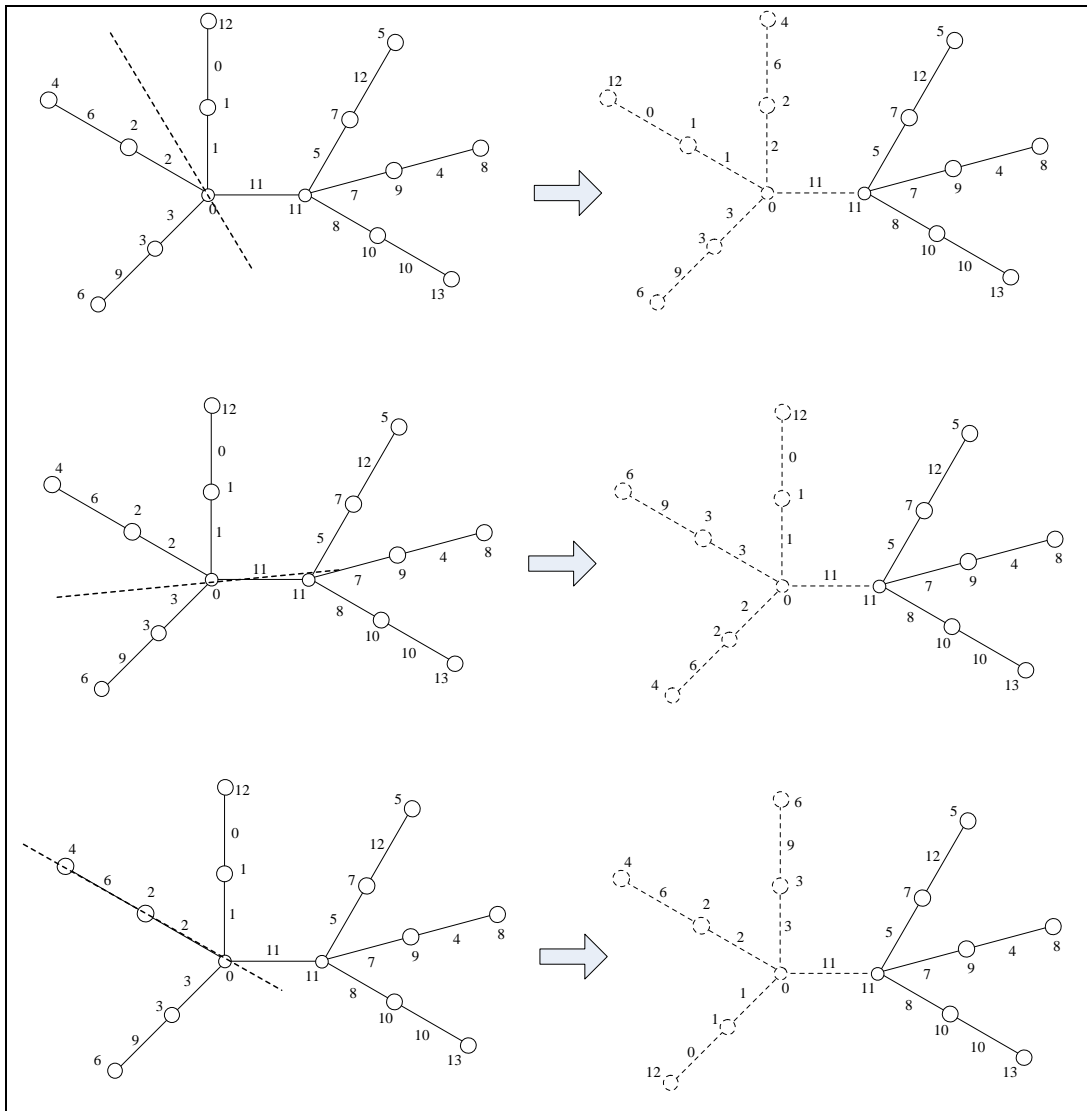 12 5 4 5
4 0 12 12 6 12
6 2 1 7 0 1 2 7
2 1 5 8 1 2 5 8
11 7 9 4 11 7 9 4
3 0 11 8 3 0 11 8
3 10 3 10
9 10 9 10
6 13 6 13
12 5 12 5
4 0 12 6 0 12
6 2 1 7 9 3 1 7
2 1 5 8 3 1 5 8
11 7 9 4 11 7 9 4
3 0 11 8 2 0 11 8
3 10 2 10
9 10 6 10
6 13 4 13
12 5 6 5
4 0 12 4 9 12
6 2 1 7 6 2 3 7
2 1 5 8 2 3 5 8
11 7 9 4 11 7 9 4
3 0 11 8 1 0 11 8
3 10 1 10
9 10 0 10
6 13 12 13